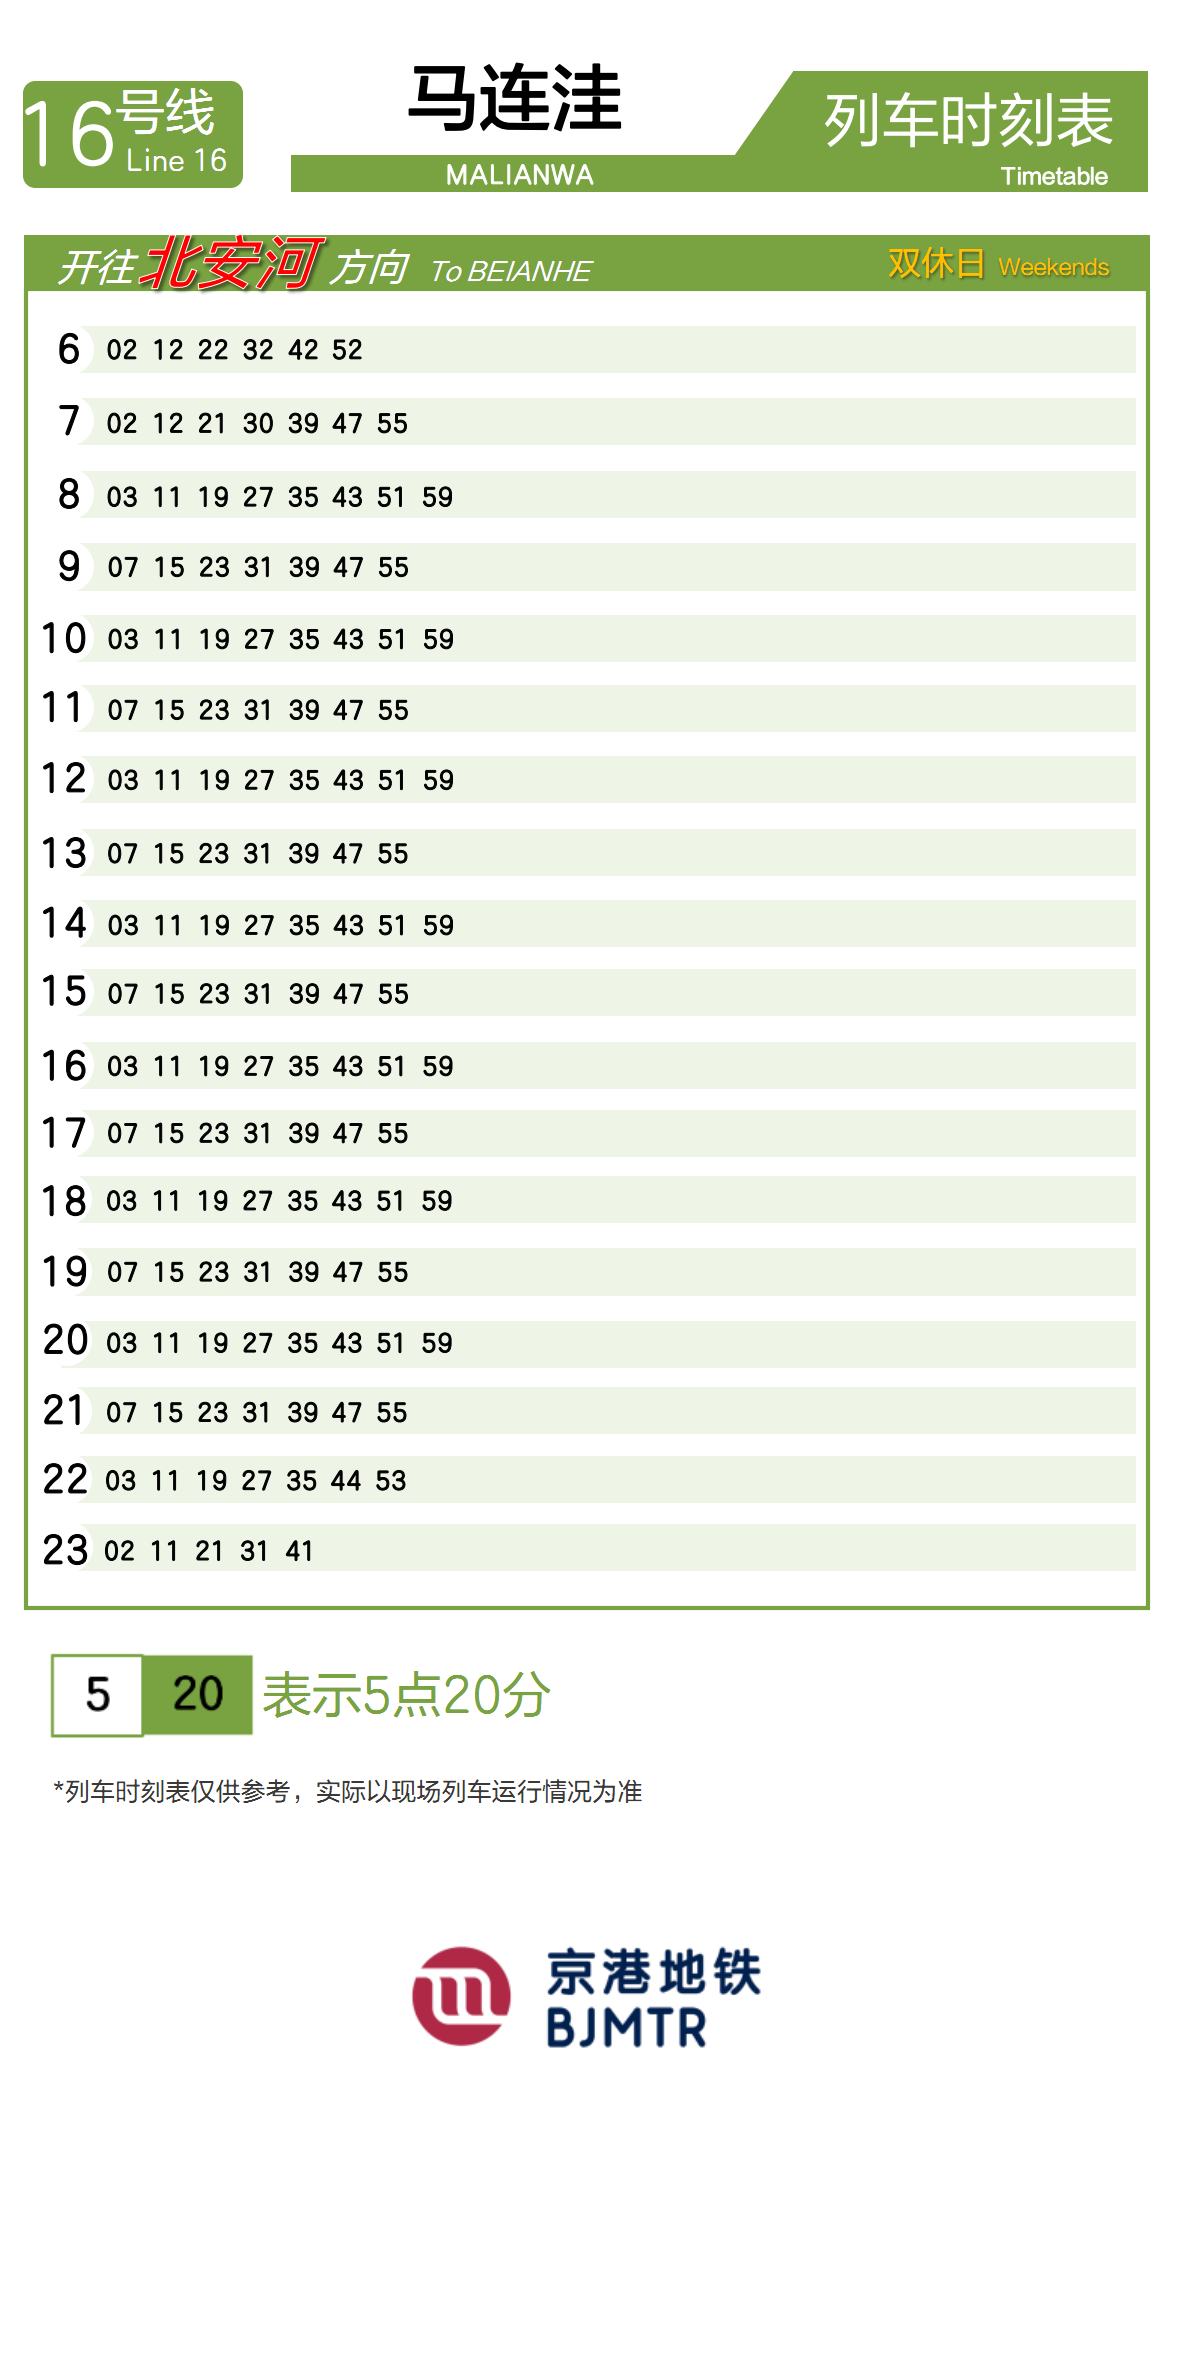 16号线
Line 16
马连洼
MALIANWA
列车时刻表
Timetable
开往北安河方向 To BEIANHE 双休日 Weekends
6 02 12 22 32 42 52
7 02 12 21 30 39 47 55
8 03 11 19 27 35 43 51 59
9 07 15 23 31 39 47 55
10 03 11 19 27 35 43 51 59
11 07 15 23 31 39 47 55
12 03 11 19 27 35 43 51 59
13 07 15 23 31 39 47 55
14 03 11 19 27 35 43 51 59
15 07 15 23 31 39 47 55
16 03 11 19 27 35 43 51 59
17 07 15 23 31 39 47 55
18 03 11 19 27 35 43 51 59
19 07 15 23 31 39 47 55
20 03 11 19 27 35 43 51 59
21 07 15 23 31 39 47 55
22 03 11 19 27 35 44 53
23 02 11 21 31 41
5 20 表示5点20分
*列车时刻表仅供参考，实际以现场列车运行情况为准
京港地铁
BJMTR